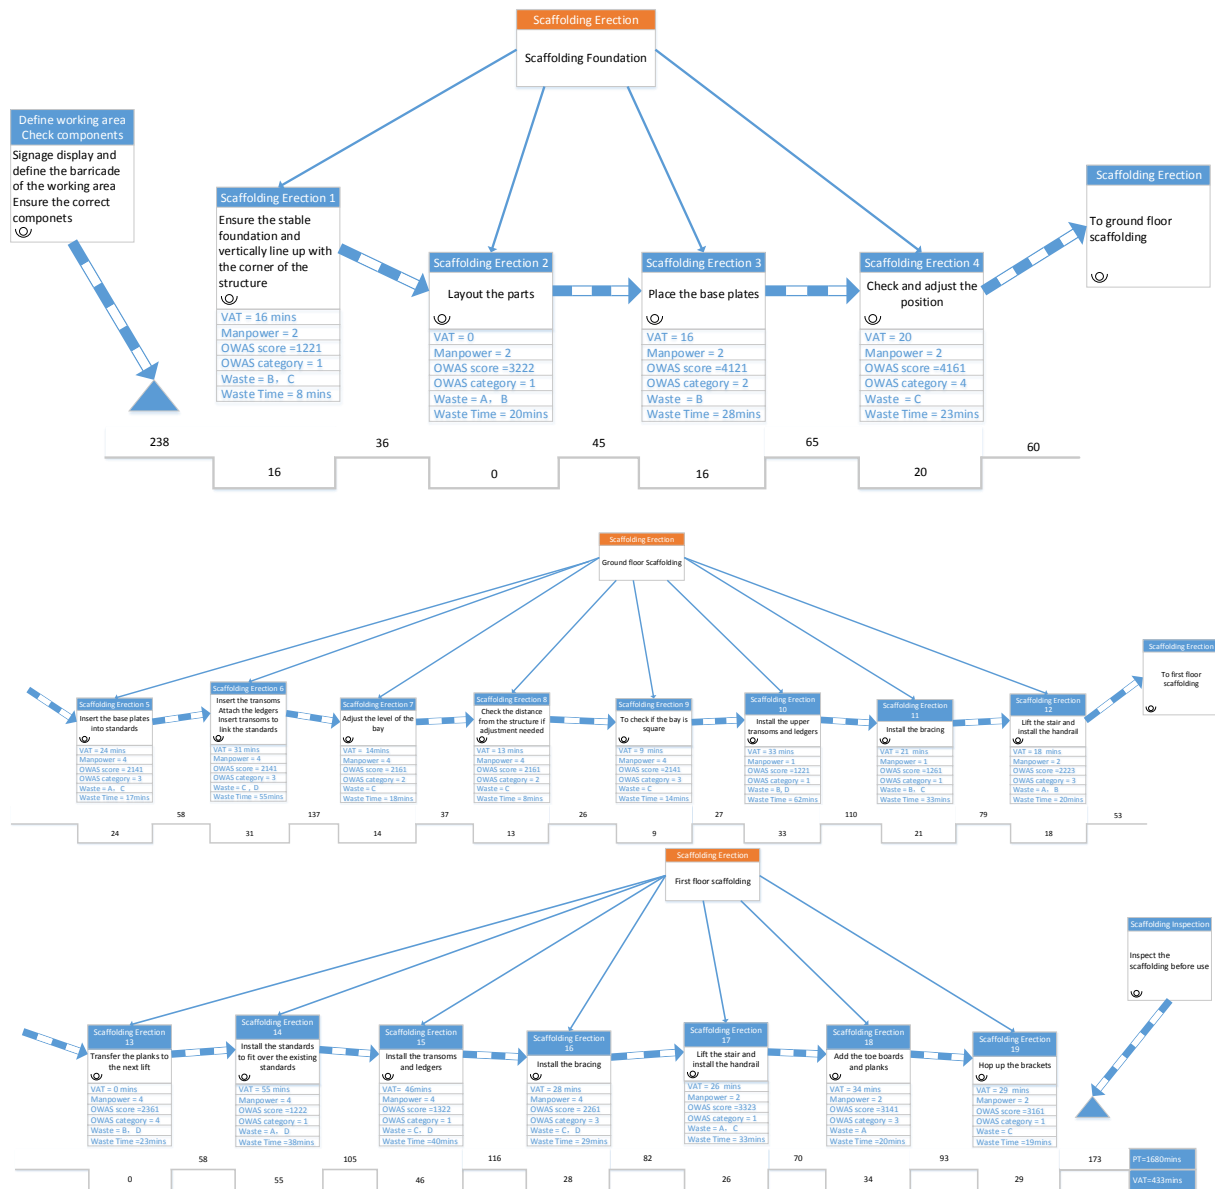 Scaffolding Erection
Scaffolding Foundation
Define working area
Check components
Signage display and
define the barricade
of the working area
Ensure the correct
componets
Scaffolding Erection 1
Ensure the stable
foundation and
vertically line up with
the corner of the
structure
VAT = 16 mins
Manpower = 2
OWAS score =1221
OWAS category = 1
Waste = B， C
Waste Time = 8 mins
Scaffolding Erection 2
Layout the parts
VAT = 0
Manpower = 2
OWAS score =3222
OWAS category = 1
Waste = A， B
Waste Time = 20mins
Scaffolding Erection 3
Place the base plates
VAT = 16
Manpower = 2
OWAS score =4121
OWAS category = 2
Waste = B
Waste Time = 28mins
Scaffolding Erection 4
Check and adjust the
position
VAT = 20
Manpower = 2
OWAS score =4161
OWAS category = 4
Waste = C
Waste Time = 23mins
Scaffolding Erection
To ground floor
scaffolding
238
36
45
65
60
16
0
16
20
Scaffolding Erection
Ground floor Scaffolding
Scaffolding Erection 5
Insert the base plates
into standards
VAT = 24 mins
Manpower = 4
OWAS score = 2141
OWAS category = 3
Waste = A， C
Waste Time = 17mins
Scaffolding Erection 6
Insert the transoms
Attach the ledgers
Insert transoms to
link the standards
VAT = 31 mins
Manpower = 4
OWAS score = 2141
OWAS category = 3
Waste = C , D
Waste Time = 55mins
Scaffolding Erection 7
Adjust the level of the
bay
VAT = 14mins
Manpower = 4
OWAS score = 2161
OWAS category = 2
Waste = C
Waste Time = 18mins
Scaffolding Erection 8
Check the distance
from the structure if
adjustment needed
VAT = 13 mins
Manpower = 4
OWAS score = 2161
OWAS category = 2
Waste = C
Waste Time = 8mins
Scaffolding Erection 9
To check if the bay is
square
VAT = 9 mins
Manpower = 4
OWAS score =2141
OWAS category = 3
Waste = C
Waste Time = 14mins
Scaffolding Erection
10
Install the upper
transoms and ledgers
VAT = 33 mins
Manpower = 1
OWAS score =1221
OWAS category = 1
Waste = B, D
Waste Time = 62mins
Scaffolding Erection
11
Install the bracing
VAT = 21 mins
Manpower = 1
OWAS score =1261
OWAS category = 1
Waste = B， C
Waste Time = 33mins
Scaffolding Erection
12
Lift the stair and
install the handrail
VAT = 18 mins
Manpower = 2
OWAS score =2223
OWAS category = 3
Waste = A， B
Waste Time = 20mins
Scaffolding Erection
To first floor
scaffolding
58
137
37
26
27
110
79
53
24
31
14
13
9
33
21
18
Scaffolding Erection
First floor scaffolding
Scaffolding Erection
13
Transfer the planks to
the next lift
VAT = 0 mins
Manpower = 4
OWAS score =2361
OWAS category = 4
Waste = B， D
Waste Time =23mins
Scaffolding Erection
14
Install the standards
to fit over the existing
standards
VAT = 55 mins
Manpower = 4
OWAS score =1222
OWAS category = 1
Waste = A， D
Waste Time =38mins
Scaffolding Erection
15
Install the transoms
and ledgers
VAT= 46mins
Manpower = 4
OWAS score =1322
OWAS category = 1
Waste = C， D
Waste Time =40mins
Scaffolding Erection
16
Install the bracing
VAT = 28 mins
Manpower = 4
OWAS score = 2261
OWAS category = 3
Waste = C， D
Waste Time = 29mins
Scaffolding Erection
17
Lift the stair and
install the handrail
VAT = 26 mins
Manpower = 2
OWAS score =3323
OWAS category = 1
Waste = A， C
Waste Time = 33mins
Scaffolding Erection
18
Add the toe boards
and planks
VAT = 34 mins
Manpower = 2
OWAS score =3141
OWAS category = 3
Waste = A
Waste Time =20mins
Scaffolding Erection
19
Hop up the brackets
VAT = 29 mins
Manpower = 2
OWAS score =3161
OWAS category = 1
Waste = C
Waste Time =19mins
Scaffolding Inspection
Inspect the
scaffolding before use
58
105
116
82
70
93
173
PT=1680mins
0
55
46
28
26
34
29
VAT=433mins